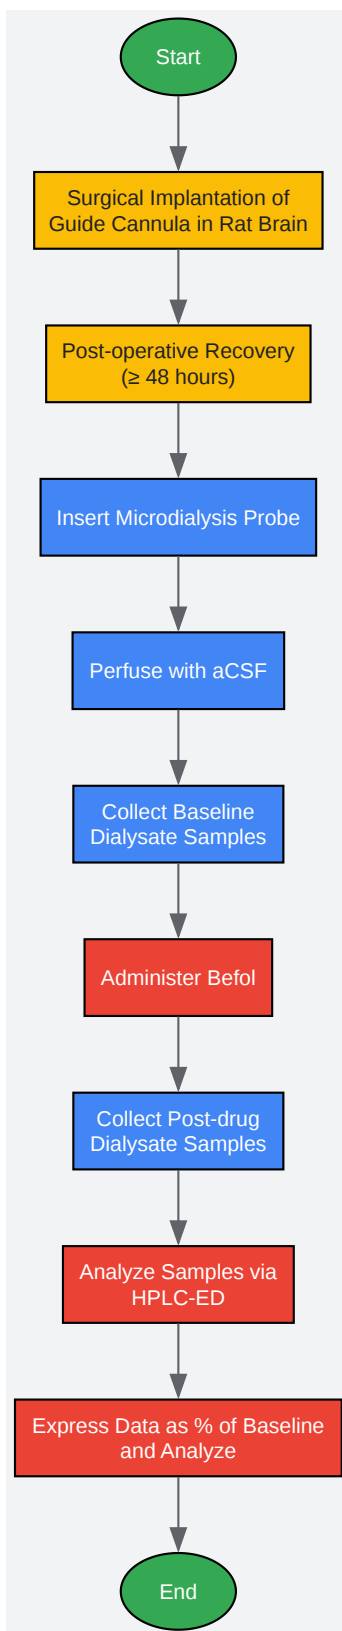 Start
Surgical Implantation of
Guide Cannula in Rat Brain
Post-operative Recovery
(≥ 48 hours)
Insert Microdialysis Probe
Perfuse with aCSF
Collect Baseline
Dialysate Samples
Administer Befol
Collect Post-drug
Dialysate Samples
Analyze Samples via
HPLC-ED
Express Data as % of Baseline
and Analyze
End